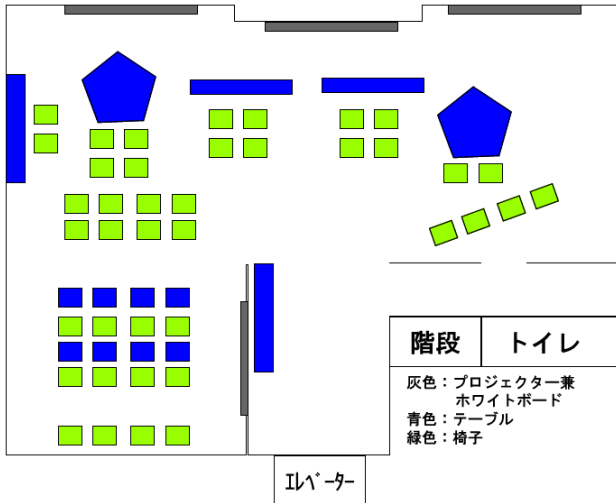 階段
トイレ
灰色：プロジェクター兼
ホワイトボード
青色：テーブル
緑色：椅子
ｴﾚﾍﾞｰﾀｰ